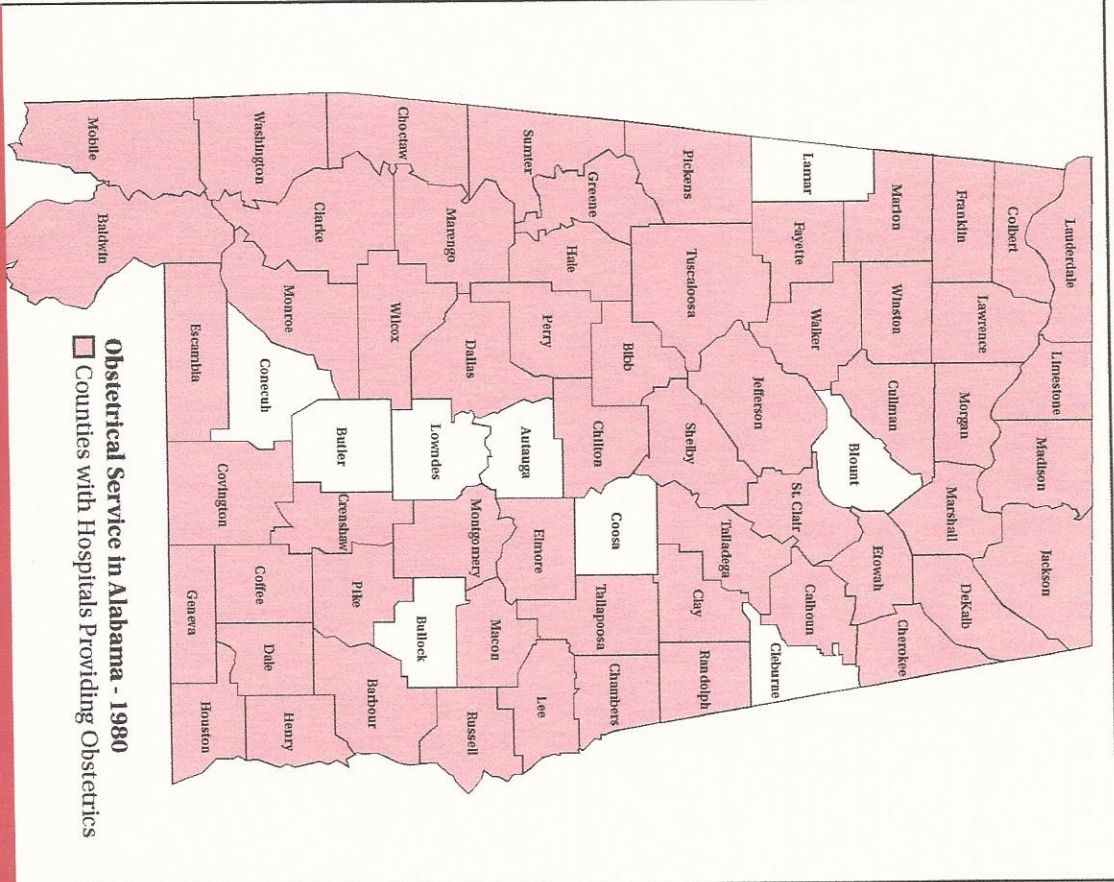 Lauderdale
Limestone
Madison
Jackson
Colbert
Franklin
Lawrence
Morgan
Marshall
DeKalb
Marion
Winston
Cullman
Etowah
Cherokee
Lamar
Fayette
Walker
Blount
St. Clair
Calhoun
Cleburne
Pickens
Tuscaloosa
Jefferson
Shelby
Talladega
Clay
Randolph
Sumter
Greene
Hale
Bibb
Perry
Chilton
Coosa
Tallapoosa
Chambers
Choctaw
Marengo
Dallas
Autauga
Elmore
Lee
Wilcox
Lowndes
Montgomery
Macon
Russell
Bullock
Washington
Clarke
Monroe
Conecuh
Butler
Crenshaw
Pike
Barbour
Mobile
Baldwin
Escambia
Covington
Coffee
Dale
Henry
Geneva
Houston
Obstetrical Service in Alabama - 1980
Counties with Hospitals Providing Obstetrics